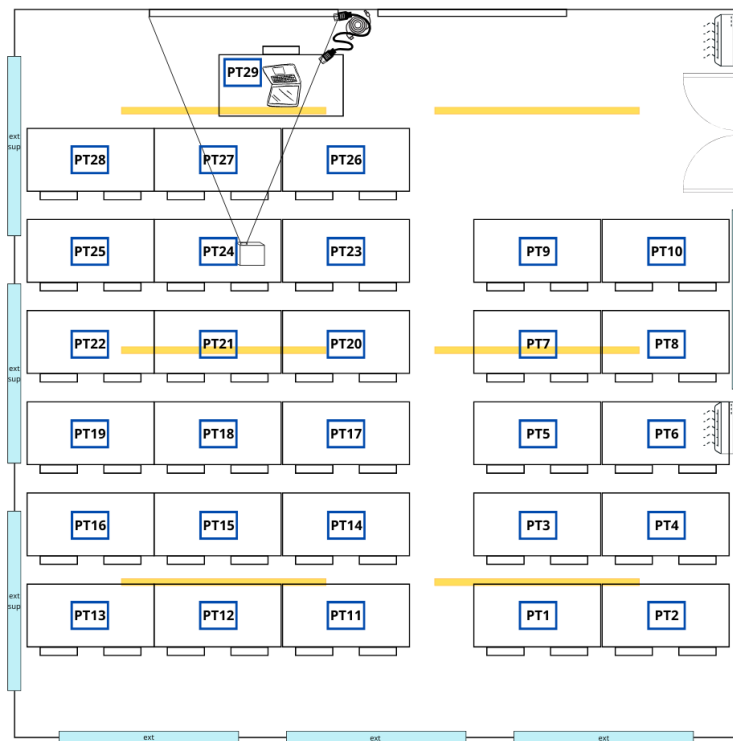 PT29
ext
sup
PT28
PT27
PT26
PT25
PT24
PT23
PT9
PT10
ext
sup
PT22
PT21
PT20
PT7
PT8
PT19
PT18
PT17
PT5
PT6
PT16
PT15
PT14
PT3
PT4
ext
sup
PT13
PT12
PT11
PT1
PT2
ext
ext
ext